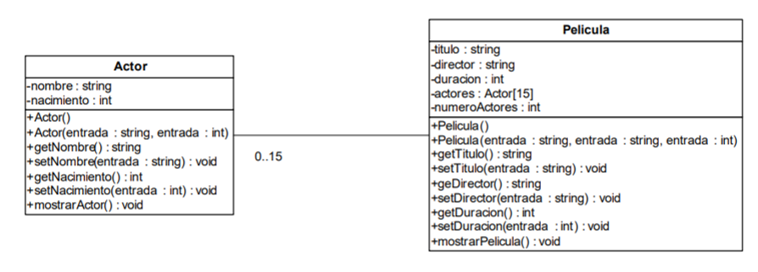 Actor
-nombre : string
-nacimiento : int
+Actor()
+Actor(entrada : string, entrada : int)
+getNombre() : string
+setNombre(entrada : string) : void
+getNacimiento() : int
+setNacimiento(entrada : int) : void
+mostrarActor() : void
0..15
Pelicula
-titulo : string
-director : string
-duracion : int
-actores : Actor[15]
-numeroActores : int
+Pelicula()
+Pelicula(entrada : string, entrada : string, entrada : int)
+getTitulo() : string
+setTitulo(entrada : string) : void
+geDirector() : string
+setDirector(entrada : string) : void
+getDuracion() : int
+setDuracion(entrada : int) : void
+mostrarPelicula() : void